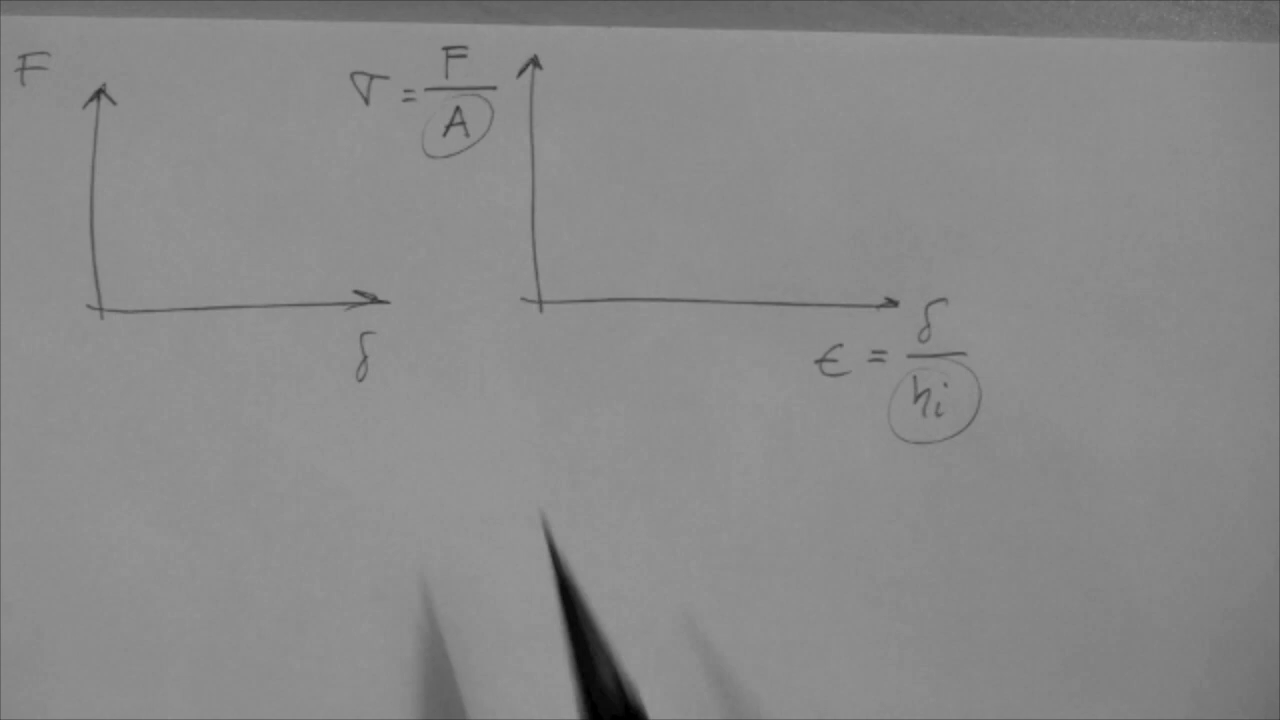 F
σ = F/A
δ
ε = δ/hi